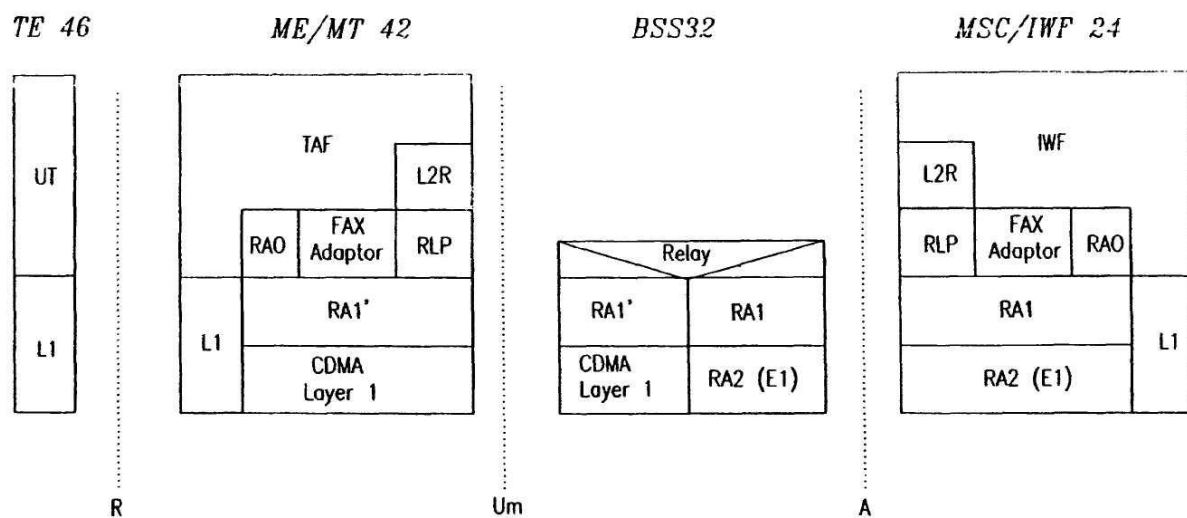 TE 46
ME/MT 42
BSS32
MSC/IWF 24
UT
L1
TAF
L2R
RA0
FAX
Adaptor
RLP
L1
RA1'
CDMA
Layer 1
Relay
RA1'
RA1
CDMA
Layer 1
RA2 (E1)
IWF
L2R
RLP
FAX
Adaptor
RA0
RA1
L1
RA2 (E1)
R
Um
A